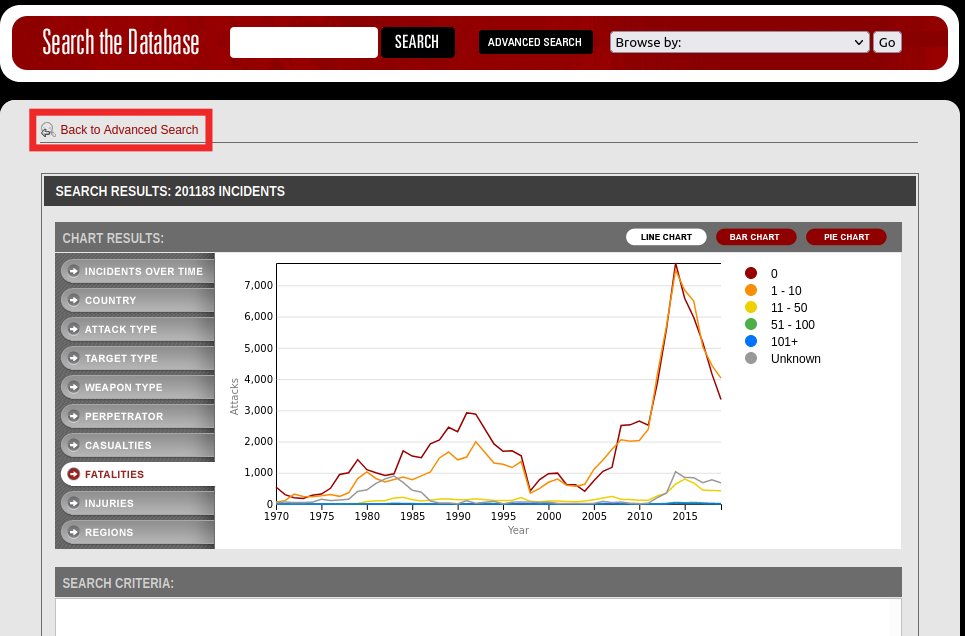 Search the Database
SEARCH
ADVANCED SEARCH
Browse by:
Go
Back to Advanced Search
SEARCH RESULTS: 201183 INCIDENTS
CHART RESULTS:
LINE CHART
BAR CHART
PIE CHART
INCIDENTS OVER TIME
COUNTRY
ATTACK TYPE
TARGET TYPE
WEAPON TYPE
PERPETRATOR
CASUALTIES
FATALITIES
INJURIES
REGIONS
7,000
6,000
5,000
4,000
3,000
2,000
1,000
0
Attacks
1970 1975 1980 1985 1990 1995 2000 2005 2010 2015
Year
0
1 - 10
11 - 50
51 - 100
101+
Unknown
SEARCH CRITERIA: